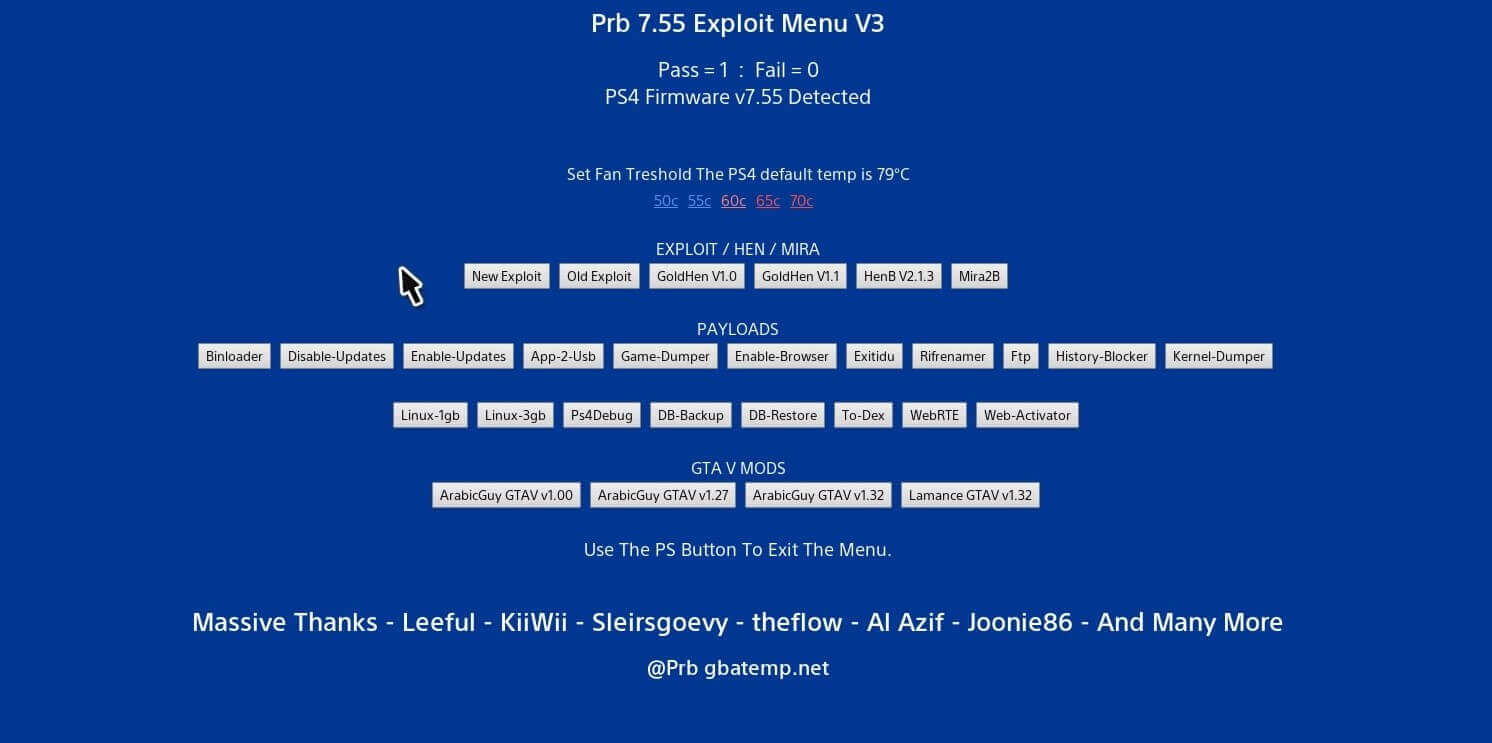 Prb 7.55 Exploit Menu V3
Pass = 1 : Fail = 0
PS4 Firmware v7.55 Detected
Set Fan Treshold The PS4 default temp is 79°C
50c 55c 60c 65c 70c
EXPLOIT / HEN / MIRA
New Exploit Old Exploit GoldHen V1.0 GoldHen V1.1 HenB V2.1.3 Mira2B
PAYLOADS
Binloader Disable-Updates Enable-Updates App-2-Usb Game-Dumper Enable-Browser Exitidu Rifrenamer Ftp History-Blocker Kernel-Dumper
Linux-1gb Linux-3gb Ps4Debug DB-Backup DB-Restore To-Dex WebRTE Web-Activator
GTA V MODS
ArabicGuy GTAV v1.00 ArabicGuy GTAV v1.27 ArabicGuy GTAV v1.32 Lamance GTAV v1.32
Use The PS Button To Exit The Menu.
Massive Thanks - Leeful - KiiWii - Sleirsgoevy - theflow - Al Azif - Joonie86 - And Many More
@Prb gbatemp.net